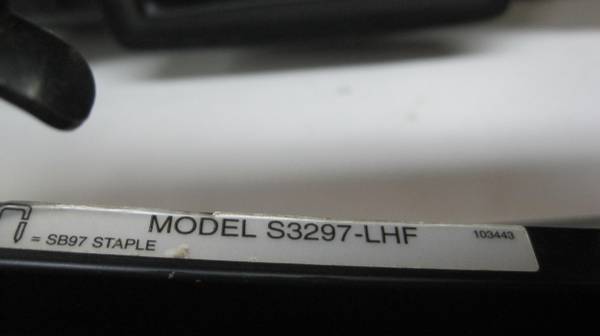 MODEL S3297-LHF 103443
= SB97 STAPLE